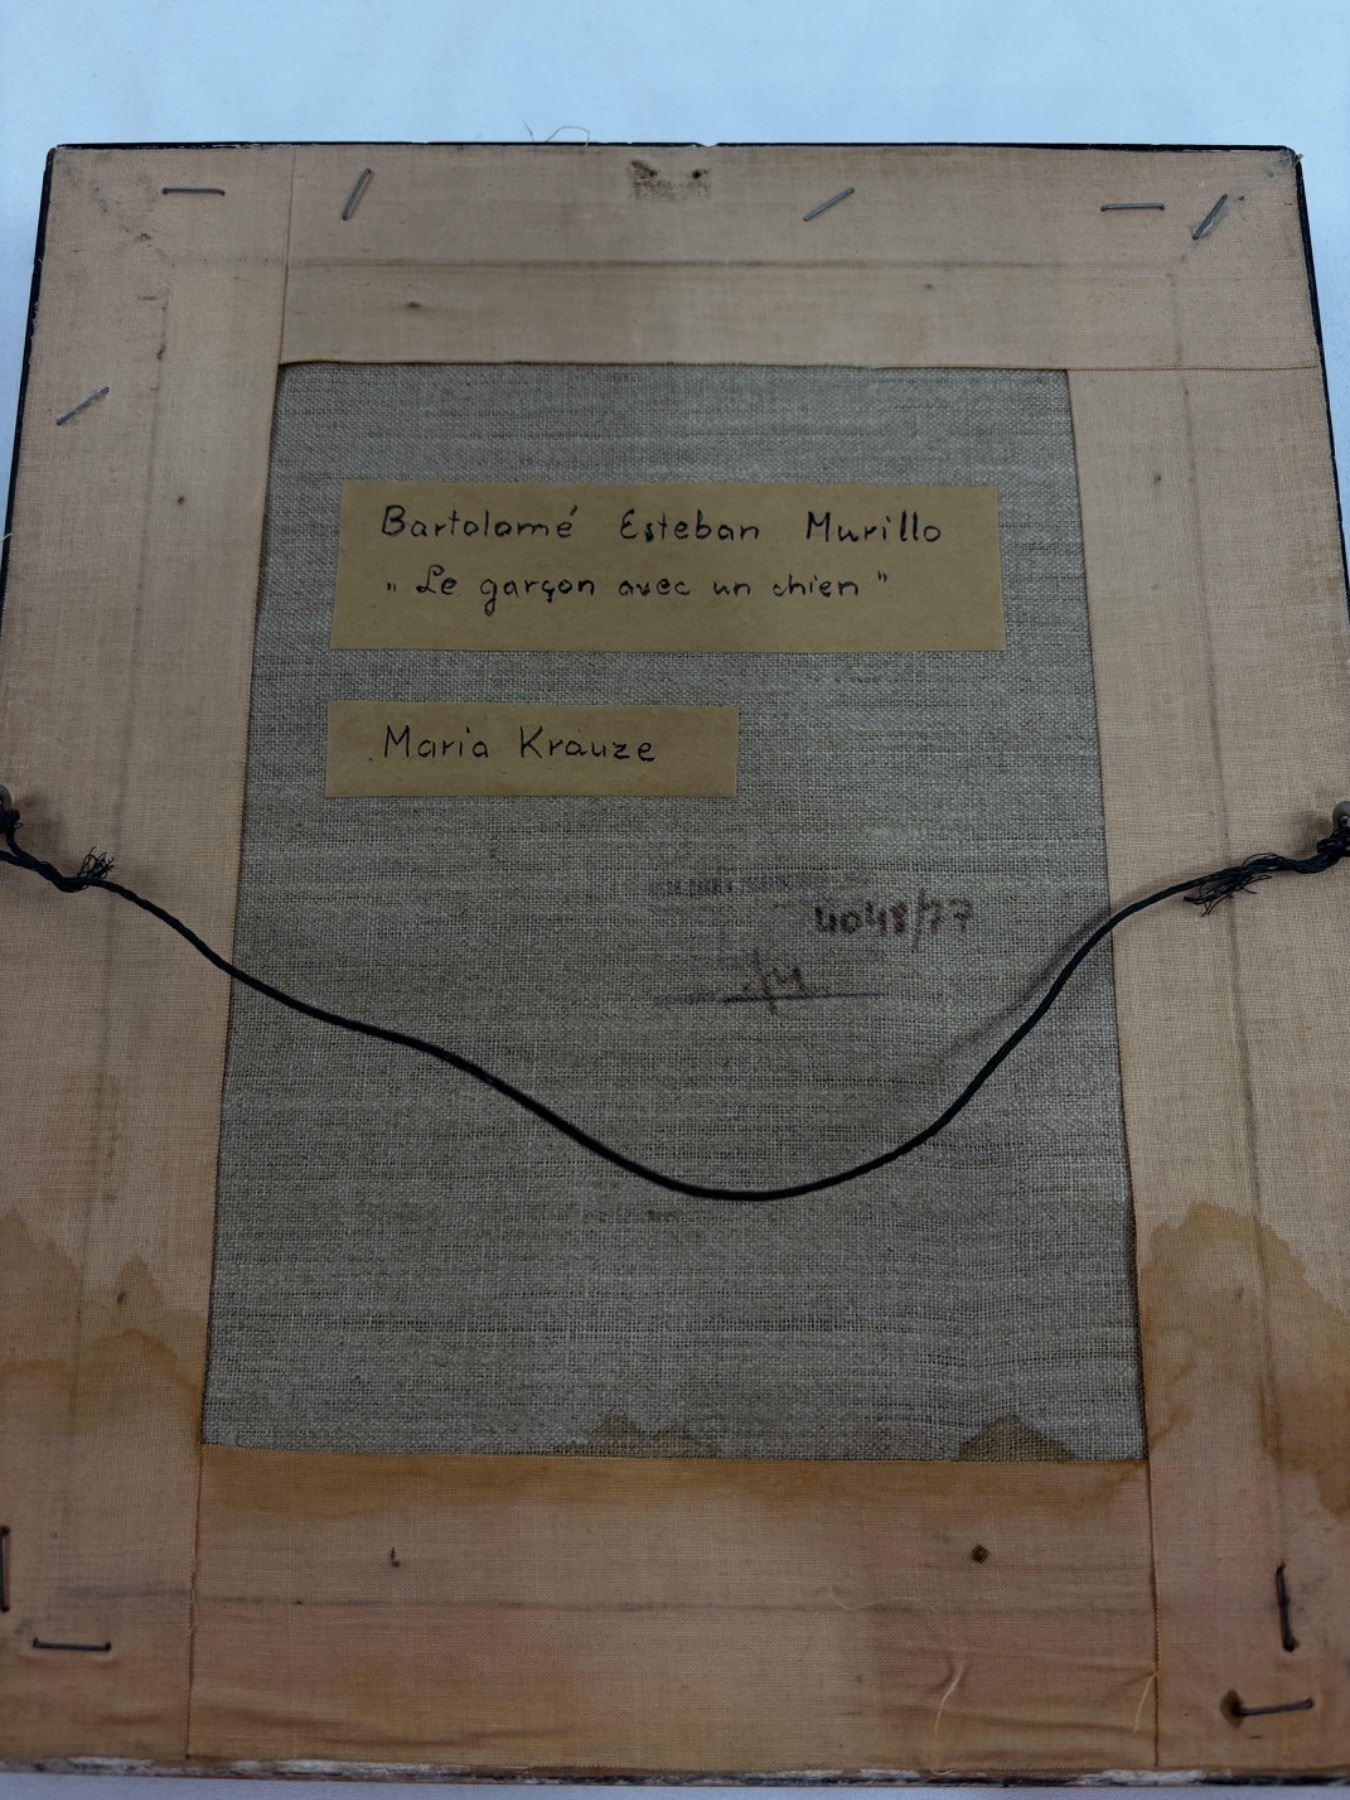 Bartolomé Esteban Murillo
„ Le garçon avec un chien "
Maria Krauze
4048/77